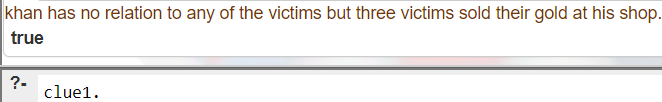 khan has no relation to any of the victims but three victims sold their gold at his shop.
true
?- clue1.